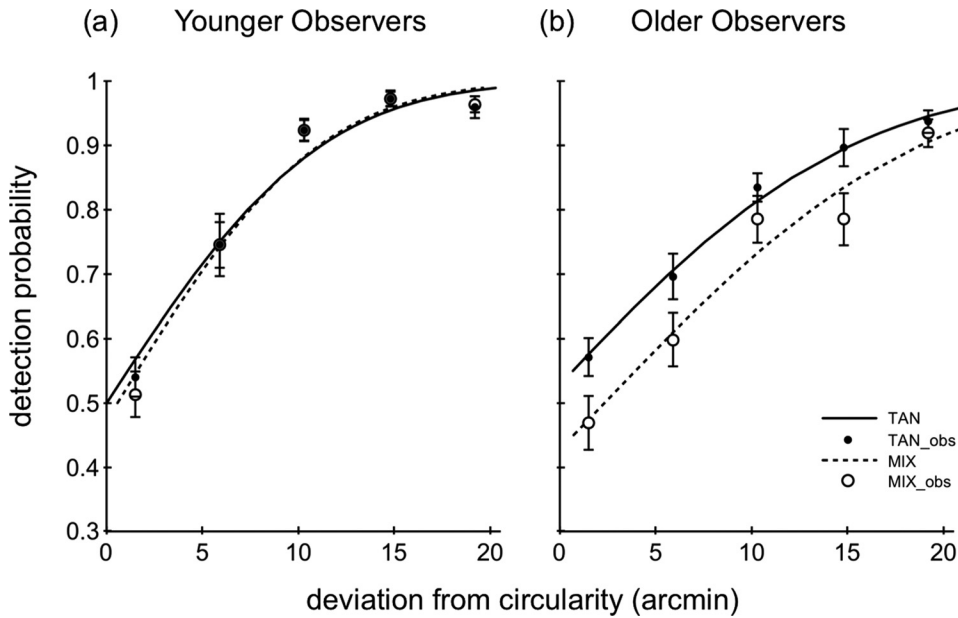 (a) Younger Observers
(b) Older Observers
detection probability
1
0.9
0.8
0.7
0.6
0.5
0.4
0.3
0 5 10 15 20
0 5 10 15 20
TAN
TAN_obs
MIX
MIX_obs
deviation from circularity (arcmin)